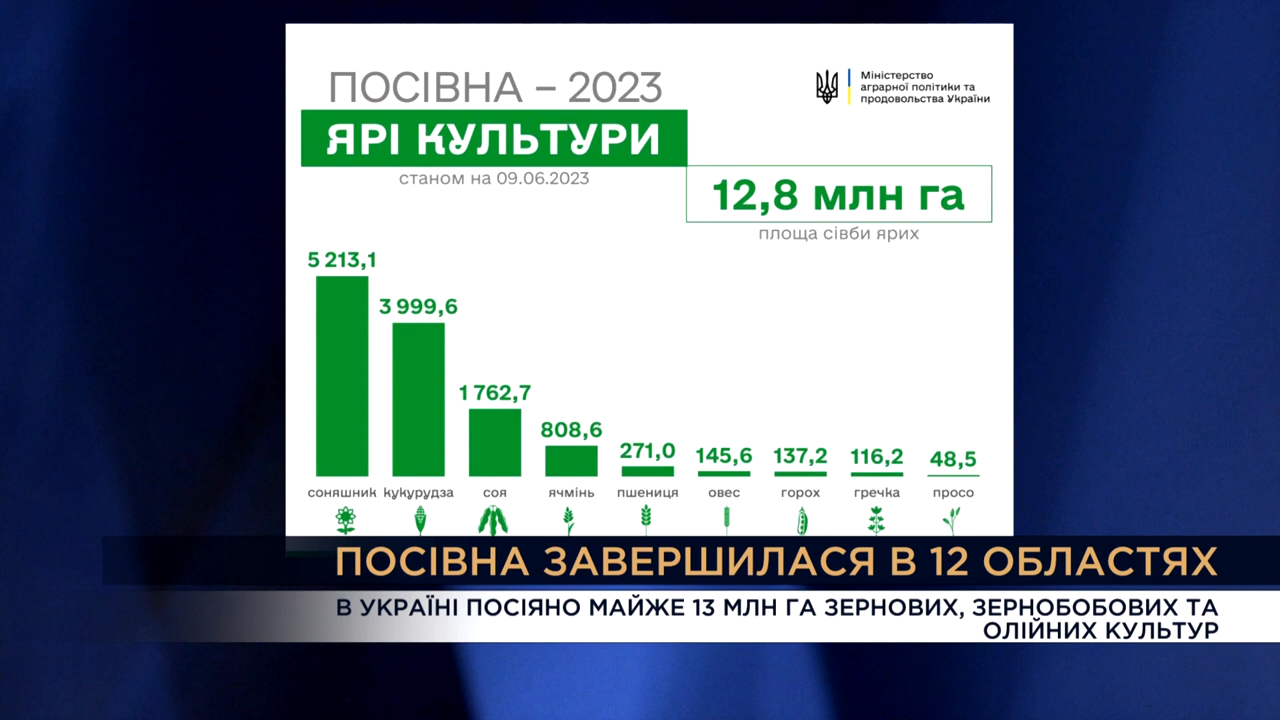 ПОСІВНА – 2023
ЯРІ КУЛЬТУРИ
станом на 09.06.2023
Міністерство
аграрної політики та
продовольства України
12,8 млн га
площа сівби ярих
5 213,1
3 999,6
1 762,7
808,6
271,0
145,6
137,2
116,2
48,5
соняшник
кукурудза
соя
ячмінь
пшениця
овес
горох
гречка
просо
ПОСІВНА ЗАВЕРШИЛАСЯ В 12 ОБЛАСТЯХ
В УКРАЇНІ ПОСІЯНО МАЙЖЕ 13 МЛН ГА ЗЕРНОВИХ, ЗЕРНОБОБОВИХ ТА
ОЛІЙНИХ КУЛЬТУР